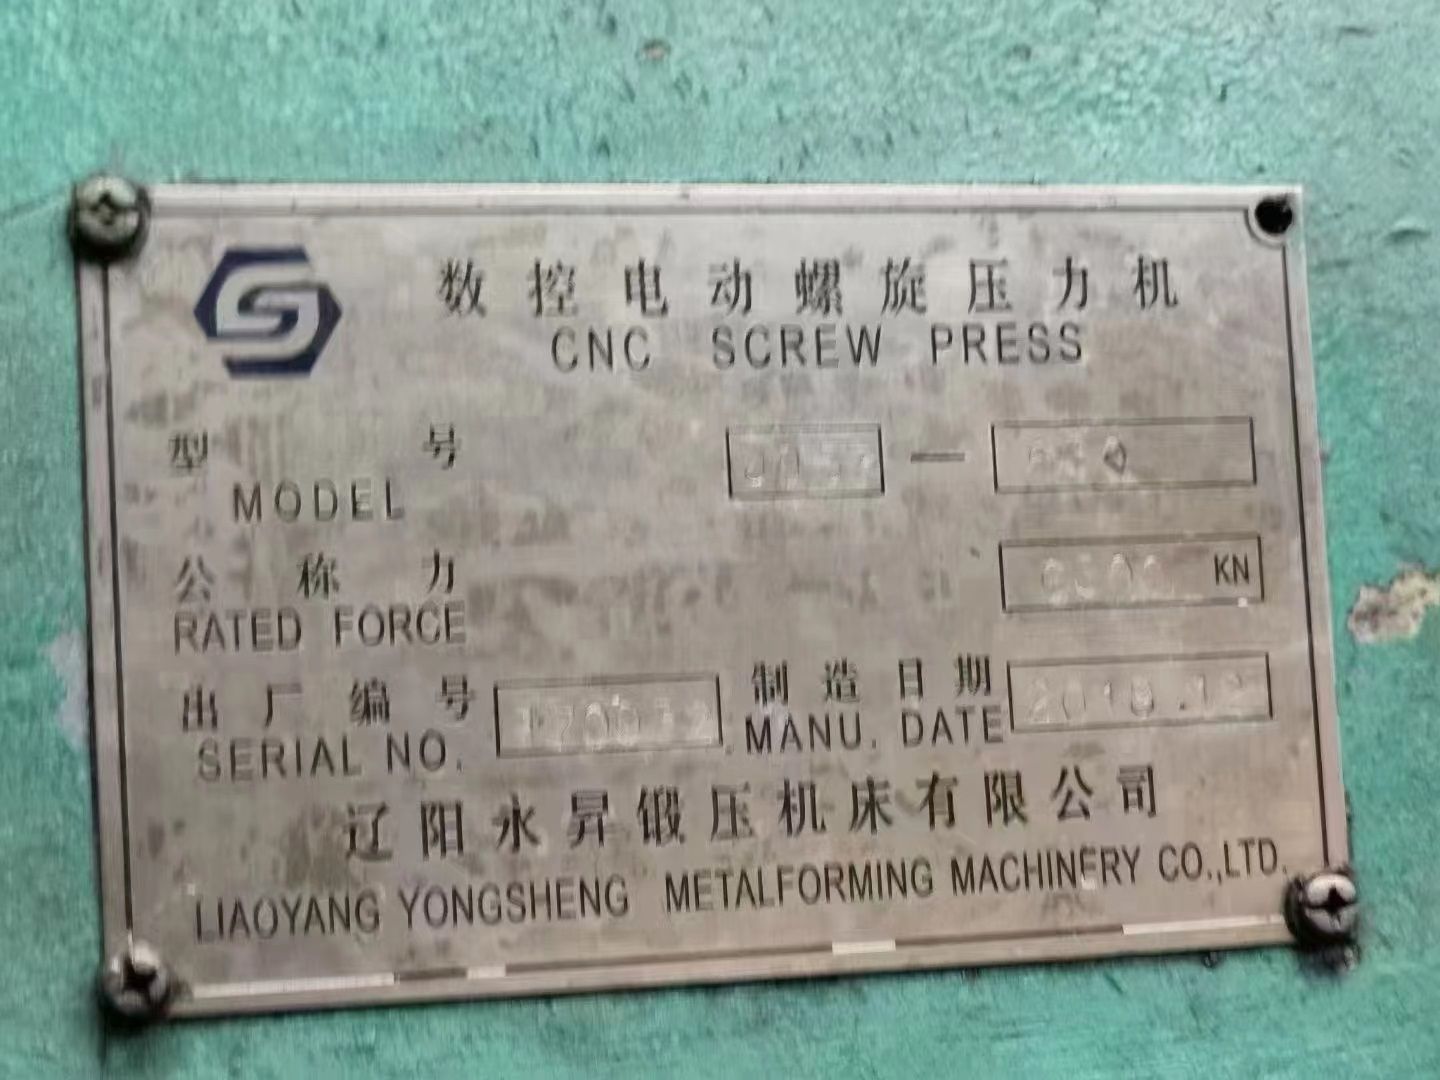 数控电动螺旋压力机
CNC SCREW PRESS
型号 —
MODEL
公称力 KN
RATED FORCE
出厂编号 制造日期 2018.12
SERIAL NO. MANU. DATE
辽阳永昇锻压机床有限公司
LIAOYANG YONGSHENG METALFORMING MACHINERY CO.,LTD.